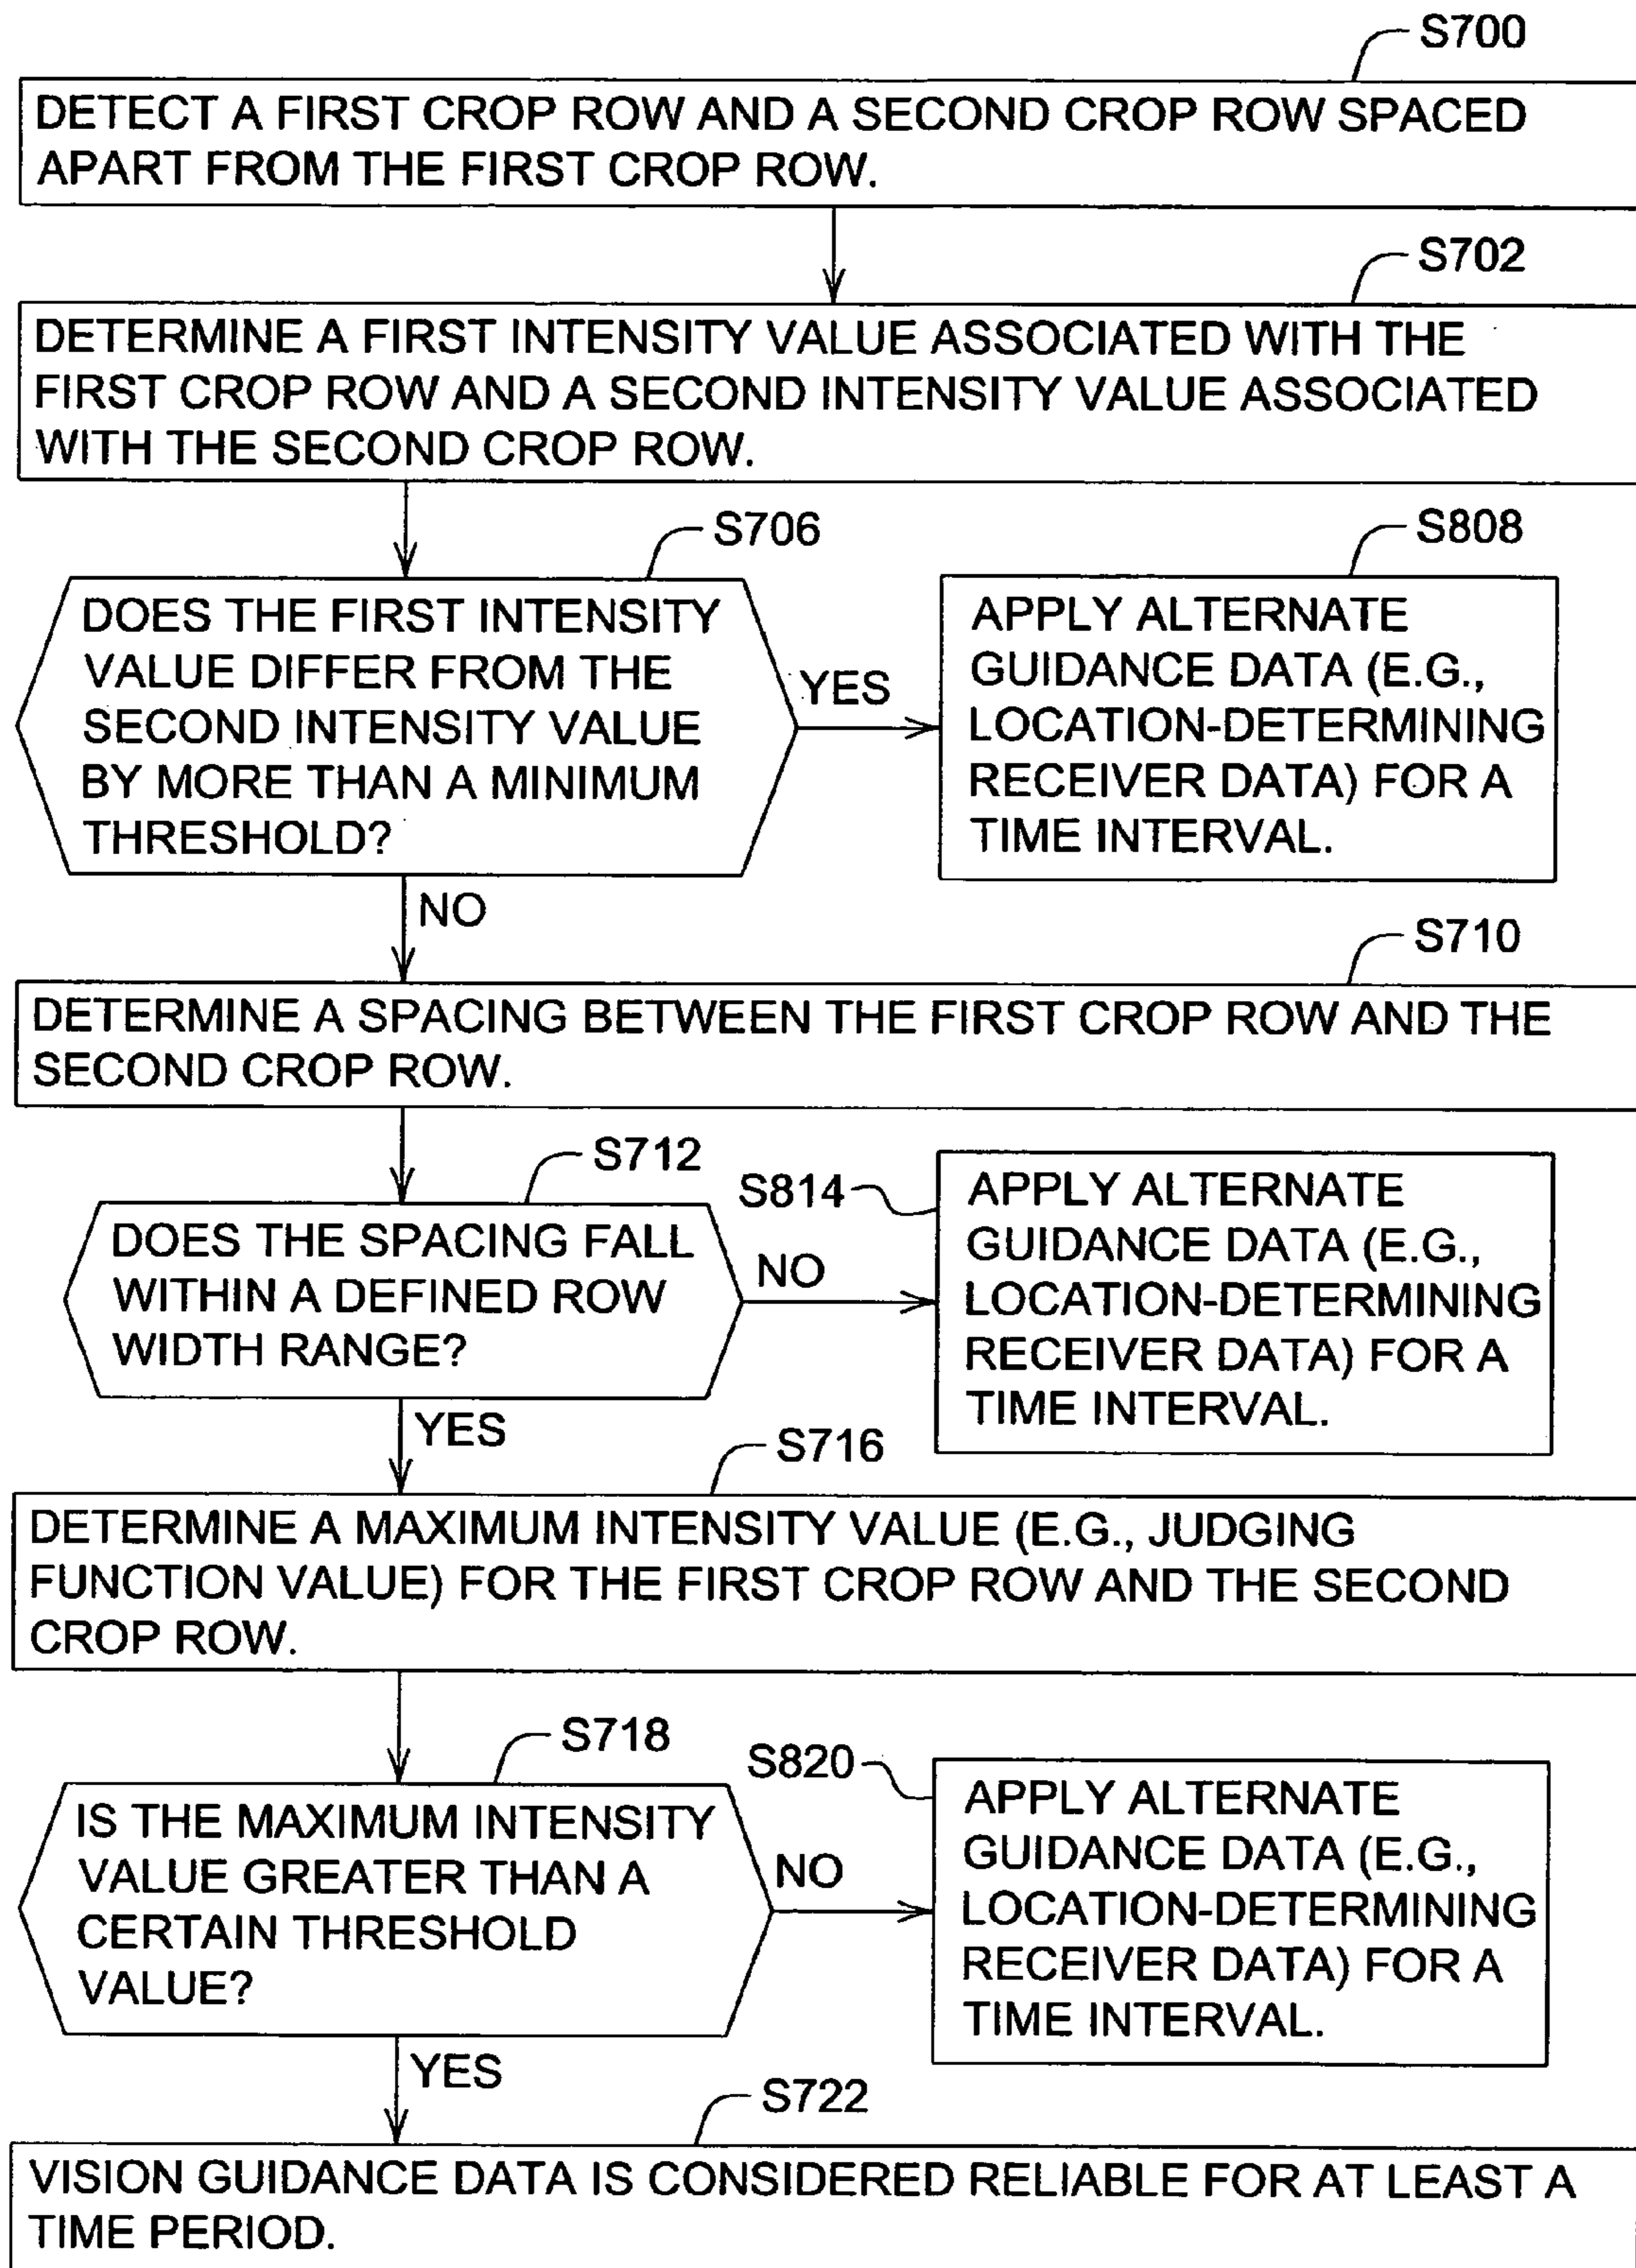 S700
DETECT A FIRST CROP ROW AND A SECOND CROP ROW SPACED
APART FROM THE FIRST CROP ROW.
S702
DETERMINE A FIRST INTENSITY VALUE ASSOCIATED WITH THE
FIRST CROP ROW AND A SECOND INTENSITY VALUE ASSOCIATED
WITH THE SECOND CROP ROW.
S706
DOES THE FIRST INTENSITY
VALUE DIFFER FROM THE
SECOND INTENSITY VALUE
BY MORE THAN A MINIMUM
THRESHOLD?
YES
S808
APPLY ALTERNATE
GUIDANCE DATA (E.G.,
LOCATION-DETERMINING
RECEIVER DATA) FOR A
TIME INTERVAL.
NO
S710
DETERMINE A SPACING BETWEEN THE FIRST CROP ROW AND THE
SECOND CROP ROW.
S712
DOES THE SPACING FALL
WITHIN A DEFINED ROW
WIDTH RANGE?
NO
S814
APPLY ALTERNATE
GUIDANCE DATA (E.G.,
LOCATION-DETERMINING
RECEIVER DATA) FOR A
TIME INTERVAL.
YES
S716
DETERMINE A MAXIMUM INTENSITY VALUE (E.G., JUDGING
FUNCTION VALUE) FOR THE FIRST CROP ROW AND THE SECOND
CROP ROW.
S718
IS THE MAXIMUM INTENSITY
VALUE GREATER THAN A
CERTAIN THRESHOLD
VALUE?
NO
S820
APPLY ALTERNATE
GUIDANCE DATA (E.G.,
LOCATION-DETERMINING
RECEIVER DATA) FOR A
TIME INTERVAL.
YES
S722
VISION GUIDANCE DATA IS CONSIDERED RELIABLE FOR AT LEAST A
TIME PERIOD.